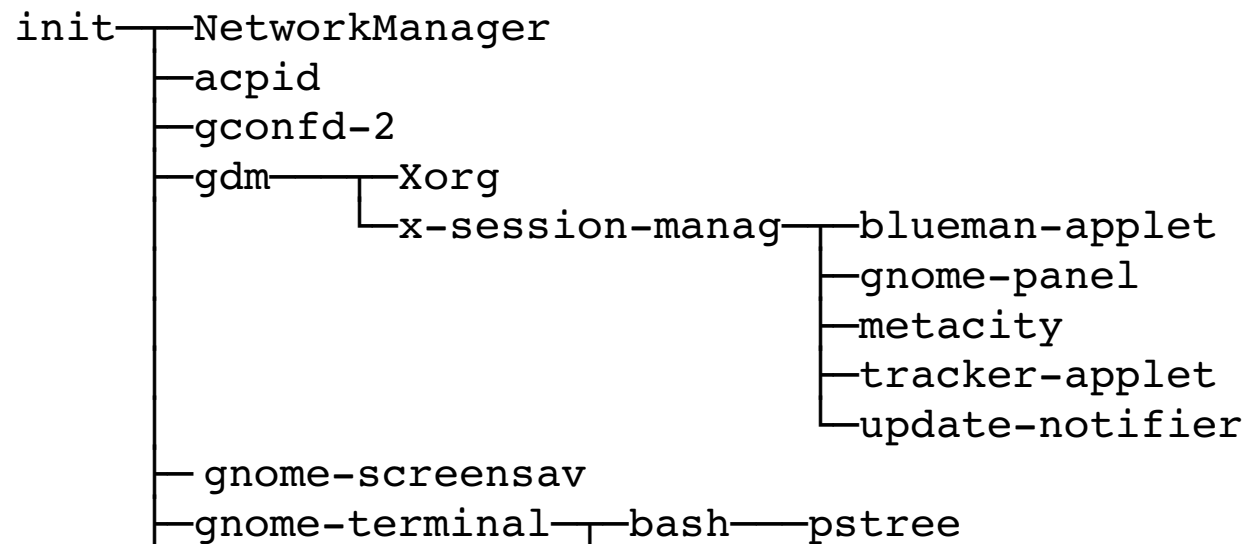 init─┬─NetworkManager
├─acpid
├─gconfd-2
├─gdm─┬─Xorg
└─x-session-manag─┬─blueman-applet
├─gnome-panel
├─metacity
├─tracker-applet
└─update-notifier
├─gnome-screensav
├─gnome-terminal─┬─bash───pstree